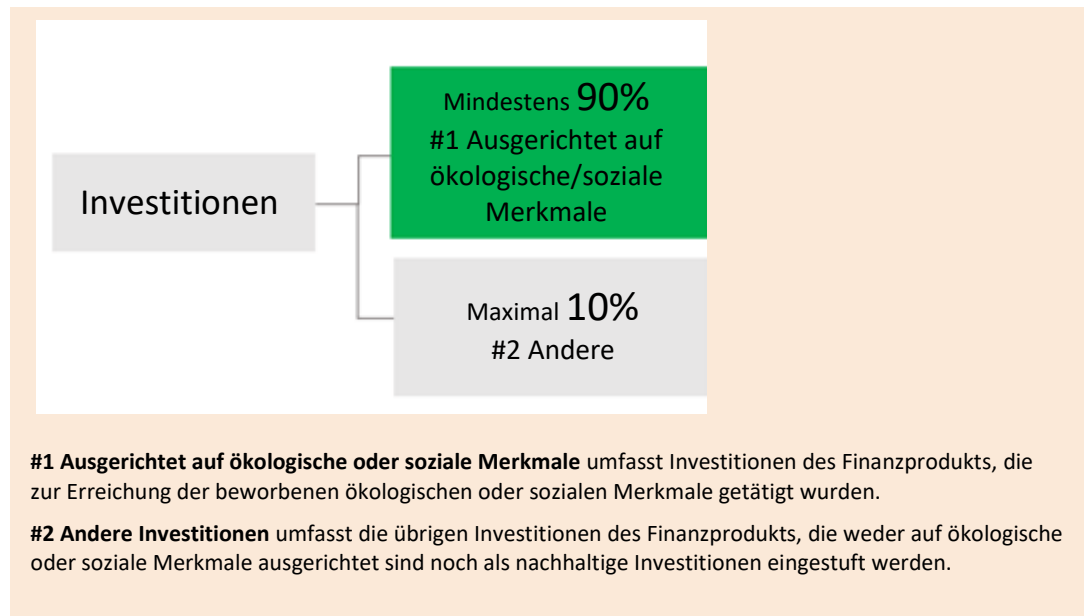 Mindestens 90%
#1 Ausgerichtet auf
ökologische/soziale
Merkmale
Investitionen
Maximal 10%
#2 Andere
#1 Ausgerichtet auf ökologische oder soziale Merkmale umfasst Investitionen des Finanzprodukts, die
zur Erreichung der beworbenen ökologischen oder sozialen Merkmale getätigt wurden.
#2 Andere Investitionen umfasst die übrigen Investitionen des Finanzprodukts, die weder auf ökologische
oder soziale Merkmale ausgerichtet sind noch als nachhaltige Investitionen eingestuft werden.